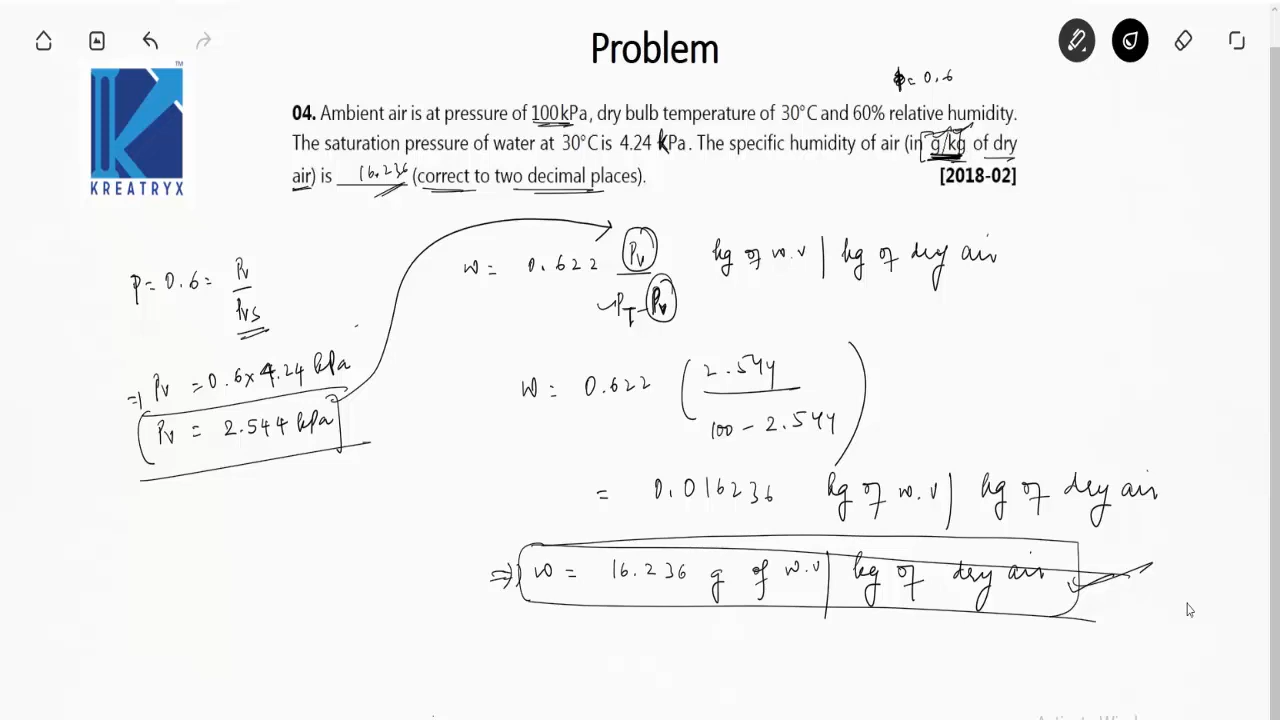 Problem
ϕ = 0.6
04. Ambient air is at pressure of 100kPa, dry bulb temperature of 30°C and 60% relative humidity.
The saturation pressure of water at 30°C is 4.24 kPa. The specific humidity of air (in g/kg of dry
air) is 16.236 (correct to two decimal places).
[2018-02]
TM
KREATRYX
ϕ = 0.6 = Pv / Pvs
⇒ Pv = 0.6 x 4.24 kPa
Pv = 2.544 kPa
W = 0.622 Pv / PT - Pv kg of w.v | kg of dry air
W = 0.622 ( 2.544 / 100 - 2.544 )
= 0.016236 kg of w.v | kg of dry air
⇒ W = 16.236 g of w.v | kg of dry air